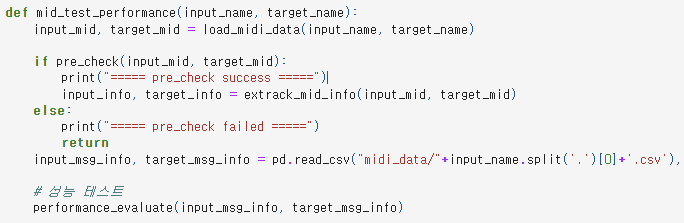 def mid_test_performance(input_name, target_name):
    input_mid, target_mid = load_midi_data(input_name, target_name)
    if pre_check(input_mid, target_mid):
        print("===== pre_check success =====")
        input_info, target_info = extrack_mid_info(input_mid, target_mid)
    else:
        print("===== pre_check failed =====")
        return
    input_msg_info, target_msg_info = pd.read_csv("midi_data/"+input_name.split('.')[0]+'.csv'),
    # 성능 테스트
    performance_evaluate(input_msg_info, target_msg_info)